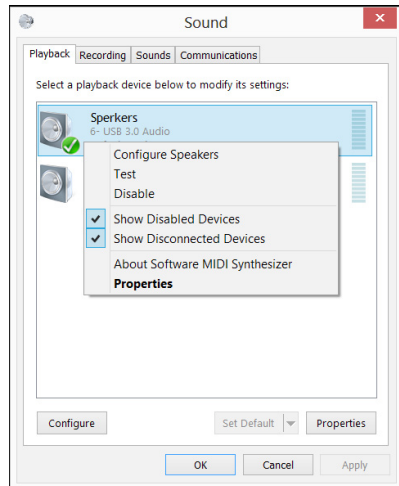 Sound
Playback Recording Sounds Communications
Select a playback device below to modify its settings:
Sperkers
6- USB 3.0 Audio
Configure Speakers
Test
Disable
Show Disabled Devices
Show Disconnected Devices
About Software MIDI Synthesizer
Properties
Configure Set Default Properties
OK Cancel Apply